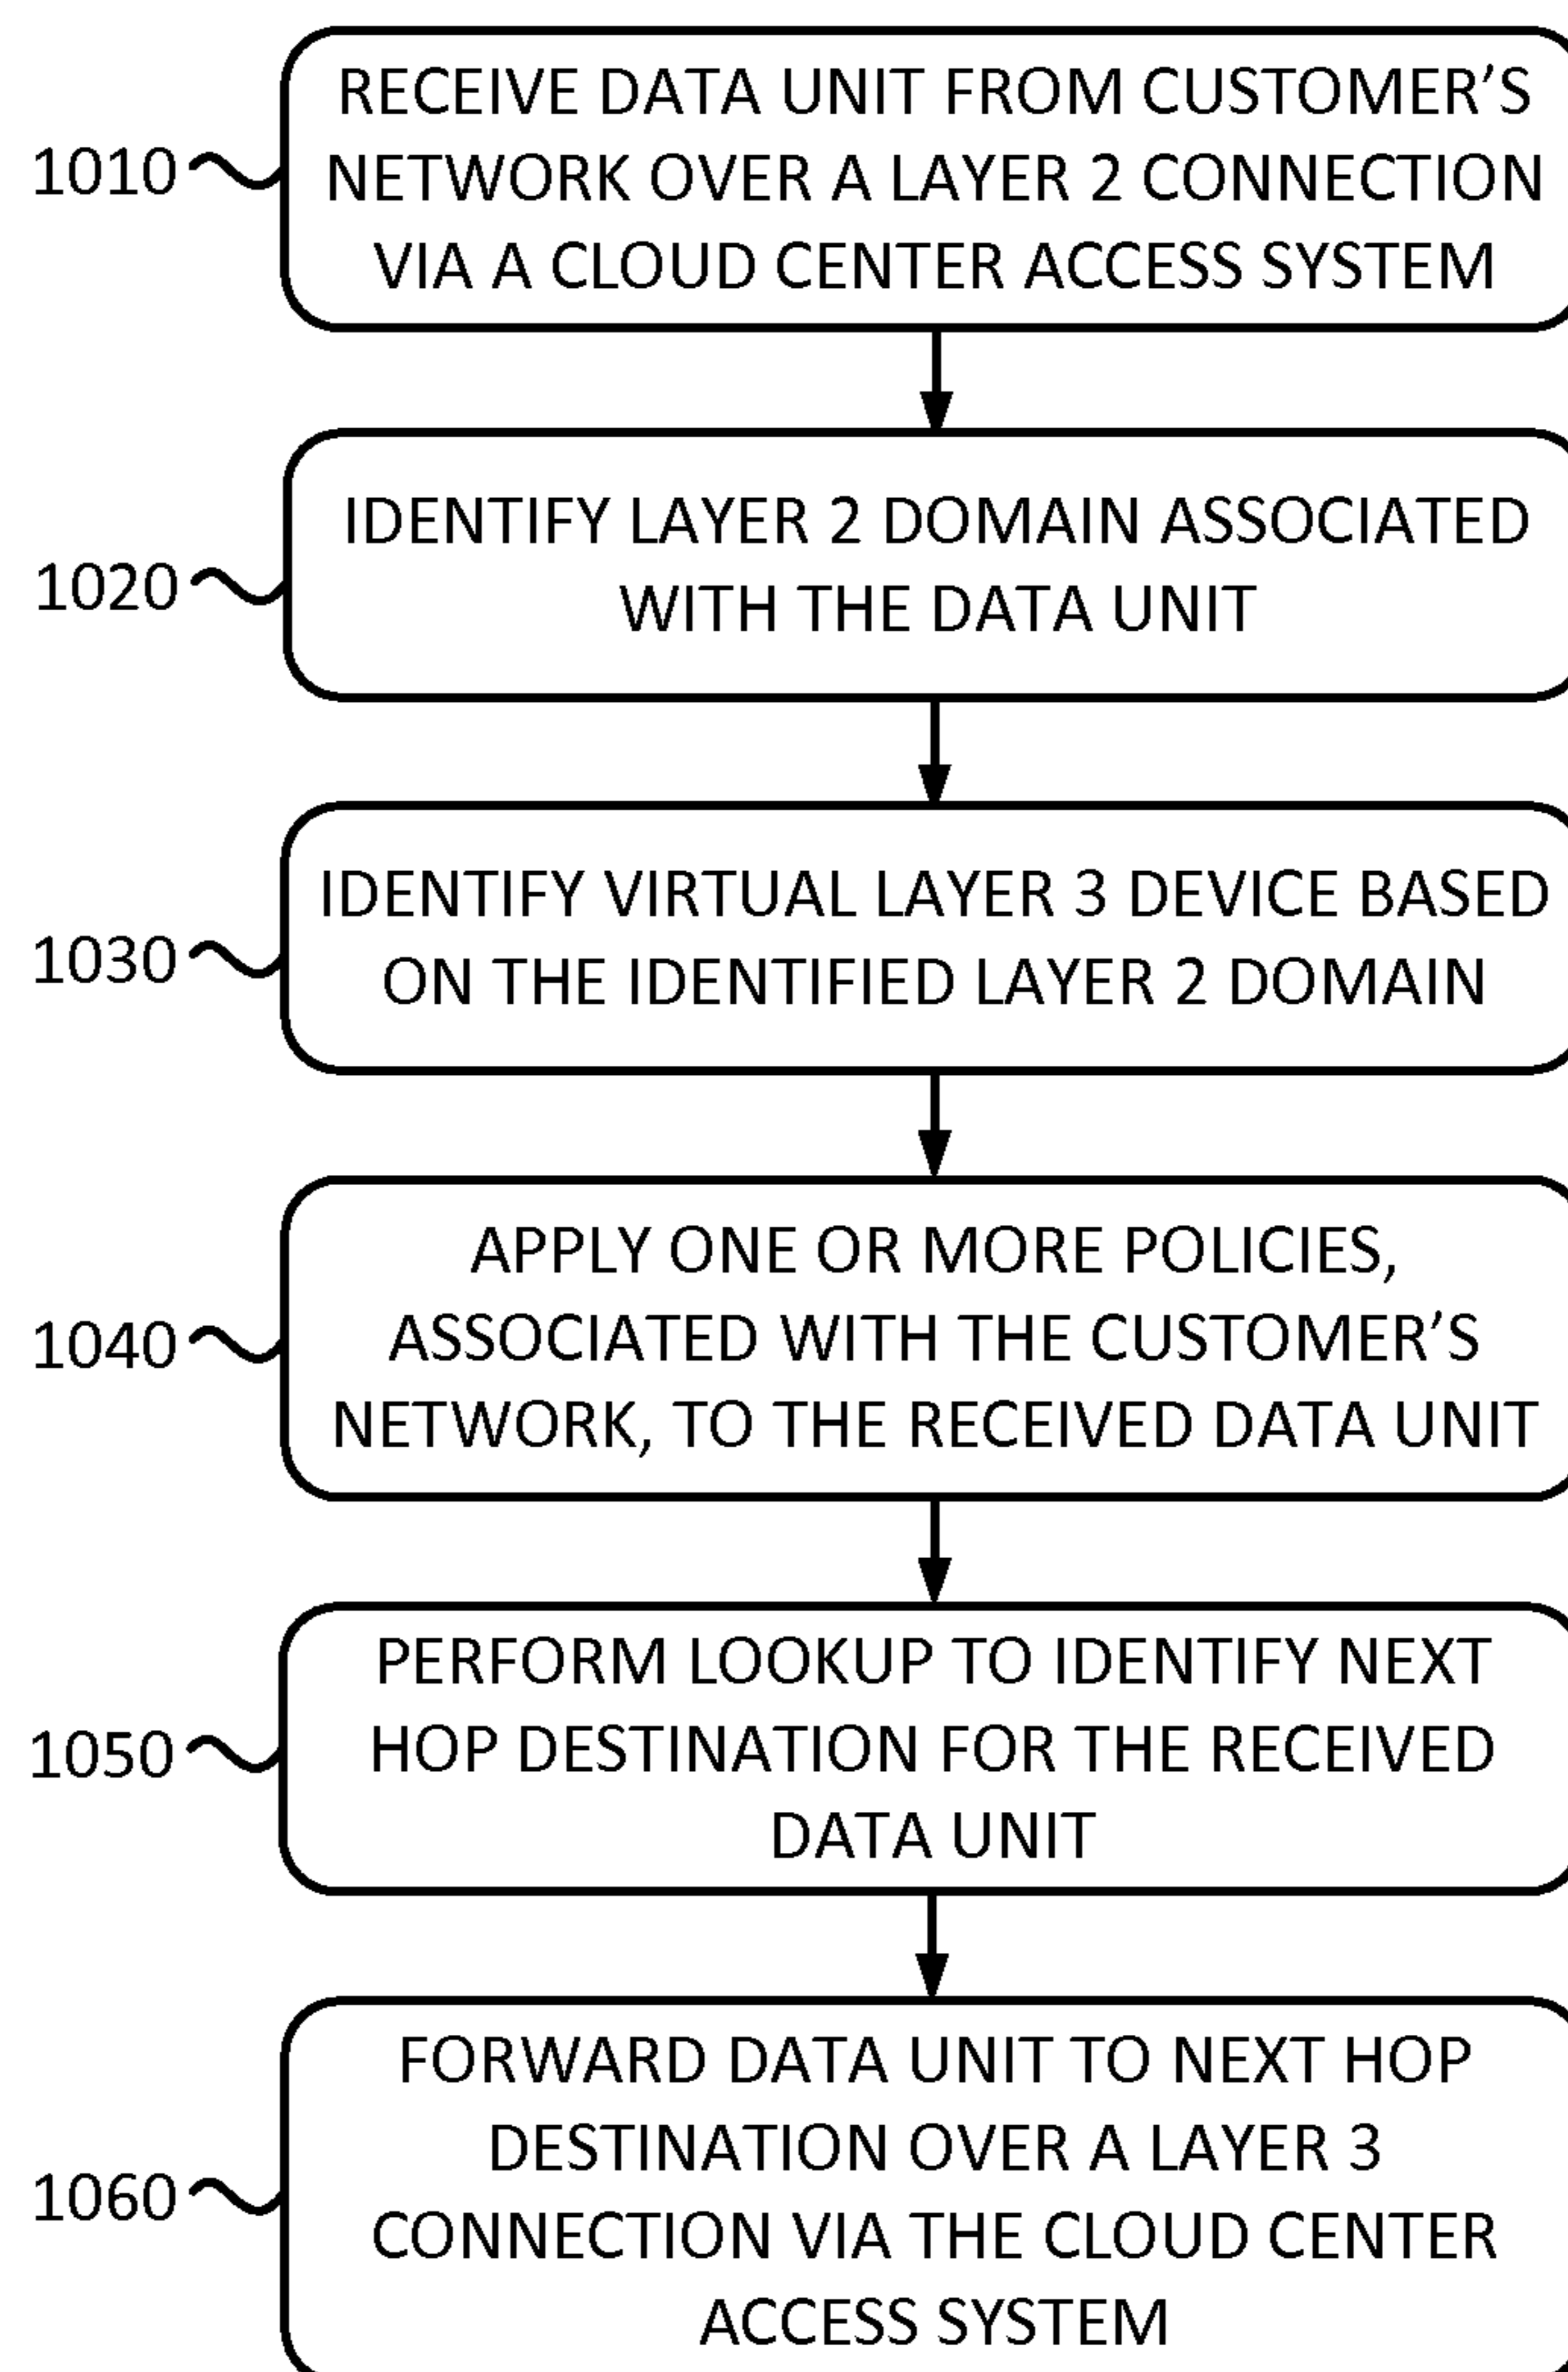 RECEIVE DATA UNIT FROM CUSTOMER’S
1010 NETWORK OVER A LAYER 2 CONNECTION
VIA A CLOUD CENTER ACCESS SYSTEM
IDENTIFY LAYER 2 DOMAIN ASSOCIATED
1020 WITH THE DATA UNIT
IDENTIFY VIRTUAL LAYER 3 DEVICE BASED
1030 ON THE IDENTIFIED LAYER 2 DOMAIN
APPLY ONE OR MORE POLICIES,
1040 ASSOCIATED WITH THE CUSTOMER’S
NETWORK, TO THE RECEIVED DATA UNIT
PERFORM LOOKUP TO IDENTIFY NEXT
1050 HOP DESTINATION FOR THE RECEIVED
DATA UNIT
FORWARD DATA UNIT TO NEXT HOP
DESTINATION OVER A LAYER 3
1060 CONNECTION VIA THE CLOUD CENTER
ACCESS SYSTEM